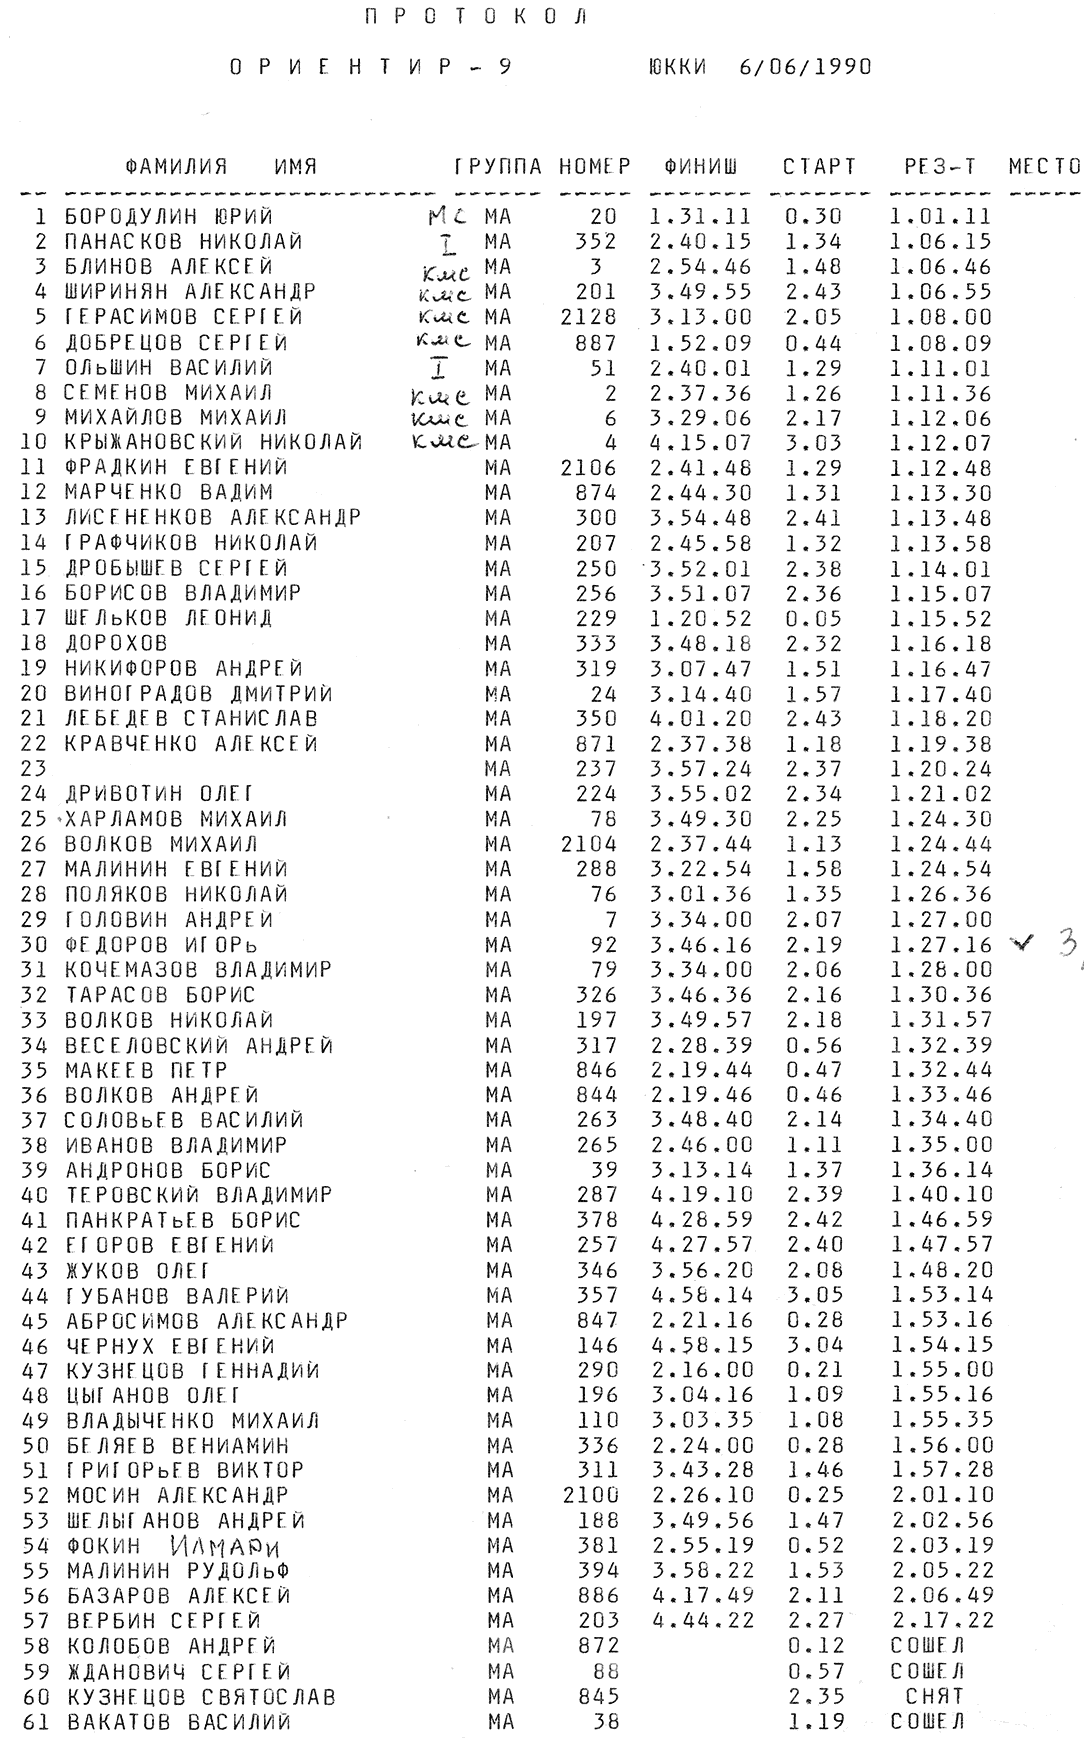 П Р О Т О К О Л
О Р И Е Н Т И Р - 9 ЮККИ 6/06/1990
ФАМИЛИЯ ИМЯ ГРУППА НОМЕР ФИНИШ СТАРТ РЕЗ-Т МЕСТО
1 БОРОДУЛИН ЮРИЙ МС МА 20 1.31.11 0.30 1.01.11
2 ПАНАСКОВ НИКОЛАЙ I МА 352 2.40.15 1.34 1.06.15
3 БЛИНОВ АЛЕКСЕЙ кмс МА 3 2.54.46 1.48 1.06.46
4 ШИРИНЯН АЛЕКСАНДР кмс МА 201 3.49.55 2.43 1.06.55
5 ГЕРАСИМОВ СЕРГЕЙ кмс МА 2128 3.13.00 2.05 1.08.00
6 ДОБРЕЦОВ СЕРГЕЙ кмс МА 887 1.52.09 0.44 1.08.09
7 ОЛЬШИН ВАСИЛИЙ I МА 51 2.40.01 1.29 1.11.01
8 СЕМЕНОВ МИХАИЛ кмс МА 2 2.37.36 1.26 1.11.36
9 МИХАЙЛОВ МИХАИЛ кмс МА 6 3.29.06 2.17 1.12.06
10 КРЫЖАНОВСКИЙ НИКОЛАЙ кмс МА 4 4.15.07 3.03 1.12.07
11 ФРАДКИН ЕВГЕНИЙ МА 2106 2.41.48 1.29 1.12.48
12 МАРЧЕНКО ВАДИМ МА 874 2.44.30 1.31 1.13.30
13 ЛИСЕНЕНКОВ АЛЕКСАНДР МА 300 3.54.48 2.41 1.13.48
14 ГРАФЧИКОВ НИКОЛАЙ МА 207 2.45.58 1.32 1.13.58
15 ДРОБЫШЕВ СЕРГЕЙ МА 250 3.52.01 2.38 1.14.01
16 БОРИСОВ ВЛАДИМИР МА 256 3.51.07 2.36 1.15.07
17 ШЕЛЬКОВ ЛЕОНИД МА 229 1.20.52 0.05 1.15.52
18 ДОРОХОВ МА 333 3.48.18 2.32 1.16.18
19 НИКИФОРОВ АНДРЕЙ МА 319 3.07.47 1.51 1.16.47
20 ВИНОГРАДОВ ДМИТРИЙ МА 24 3.14.40 1.57 1.17.40
21 ЛЕБЕДЕВ СТАНИСЛАВ МА 350 4.01.20 2.43 1.18.20
22 КРАВЧЕНКО АЛЕКСЕЙ МА 871 2.37.38 1.18 1.19.38
23 МА 237 3.57.24 2.37 1.20.24
24 ДРИВОТИН ОЛЕГ МА 224 3.55.02 2.34 1.21.02
25 ХАРЛАМОВ МИХАИЛ МА 78 3.49.30 2.25 1.24.30
26 ВОЛКОВ МИХАИЛ МА 2104 2.37.44 1.13 1.24.44
27 МАЛИНИН ЕВГЕНИЙ МА 288 3.22.54 1.58 1.24.54
28 ПОЛЯКОВ НИКОЛАЙ МА 76 3.01.36 1.35 1.26.36
29 ГОЛОВИН АНДРЕЙ МА 7 3.34.00 2.07 1.27.00
30 ФЕДОРОВ ИГОРЬ МА 92 3.46.16 2.19 1.27.16 ✓ 3,
31 КОЧЕМАЗОВ ВЛАДИМИР МА 79 3.34.00 2.06 1.28.00
32 ТАРАСОВ БОРИС МА 326 3.46.36 2.16 1.30.36
33 ВОЛКОВ НИКОЛАЙ МА 197 3.49.57 2.18 1.31.57
34 ВЕСЕЛОВСКИЙ АНДРЕЙ МА 317 2.28.39 0.56 1.32.39
35 МАКЕЕВ ПЕТР МА 846 2.19.44 0.47 1.32.44
36 ВОЛКОВ АНДРЕЙ МА 844 2.19.46 0.46 1.33.46
37 СОЛОВЬЕВ ВАСИЛИЙ МА 263 3.48.40 2.14 1.34.40
38 ИВАНОВ ВЛАДИМИР МА 265 2.46.00 1.11 1.35.00
39 АНДРОНОВ БОРИС МА 39 3.13.14 1.37 1.36.14
40 ТЕРОВСКИЙ ВЛАДИМИР МА 287 4.19.10 2.39 1.40.10
41 ПАНКРАТЬЕВ БОРИС МА 378 4.28.59 2.42 1.46.59
42 ЕГОРОВ ЕВГЕНИЙ МА 257 4.27.57 2.40 1.47.57
43 ЖУКОВ ОЛЕГ МА 346 3.56.20 2.08 1.48.20
44 ГУБАНОВ ВАЛЕРИЙ МА 357 4.58.14 3.05 1.53.14
45 АБРОСИМОВ АЛЕКСАНДР МА 847 2.21.16 0.28 1.53.16
46 ЧЕРНУХ ЕВГЕНИЙ МА 146 4.58.15 3.04 1.54.15
47 КУЗНЕЦОВ ГЕННАДИЙ МА 290 2.16.00 0.21 1.55.00
48 ЦЫГАНОВ ОЛЕГ МА 196 3.04.16 1.09 1.55.16
49 ВЛАДЫЧЕНКО МИХАИЛ МА 110 3.03.35 1.08 1.55.35
50 БЕЛЯЕВ ВЕНИАМИН МА 336 2.24.00 0.28 1.56.00
51 ГРИГОРЬЕВ ВИКТОР МА 311 3.43.28 1.46 1.57.28
52 МОСИН АЛЕКСАНДР МА 2100 2.26.10 0.25 2.01.10
53 ШЕЛЫГАНОВ АНДРЕЙ МА 188 3.49.56 1.47 2.02.56
54 ФОКИН ИЛМАРИ МА 381 2.55.19 0.52 2.03.19
55 МАЛИНИН РУДОЛЬФ МА 394 3.58.22 1.53 2.05.22
56 БАЗАРОВ АЛЕКСЕЙ МА 886 4.17.49 2.11 2.06.49
57 ВЕРБИН СЕРГЕЙ МА 203 4.44.22 2.27 2.17.22
58 КОЛОБОВ АНДРЕЙ МА 872 0.12 СОШЕЛ
59 ЖДАНОВИЧ СЕРГЕЙ МА 88 0.57 СОШЕЛ
60 КУЗНЕЦОВ СВЯТОСЛАВ МА 845 2.35 СНЯТ
61 ВАКАТОВ ВАСИЛИЙ МА 38 1.19 СОШЕЛ